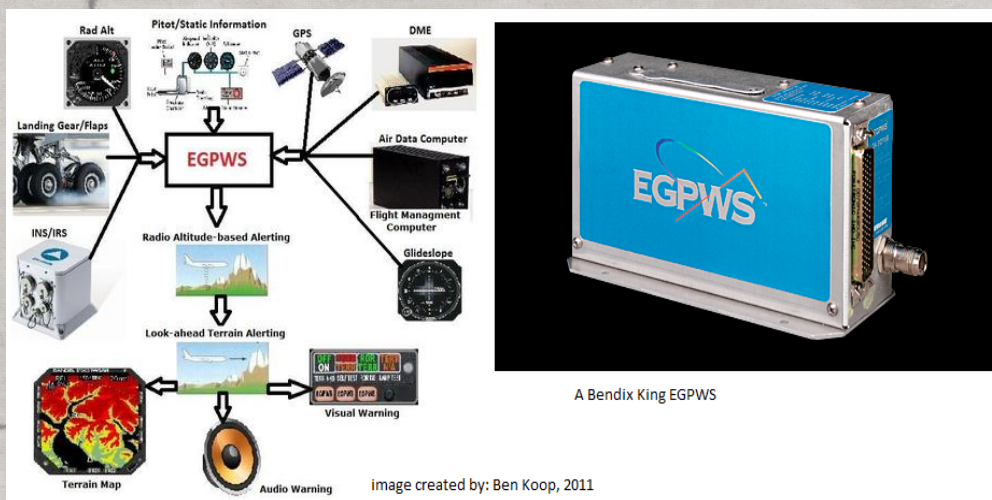 Pitot/Static Information
Rad Alt
GPS
DME
Landing Gear/Flaps
EGPWS
Air Data Computer
Flight Managment
Computer
INS/IRS
Radio Altitude-based Alerting
Glideslope
Look-ahead Terrain Alerting
OFF
ON
Visual Warning
Terrain Map
Audio Warning
EGPWS
A Bendix King EGPWS
image created by: Ben Koop, 2011